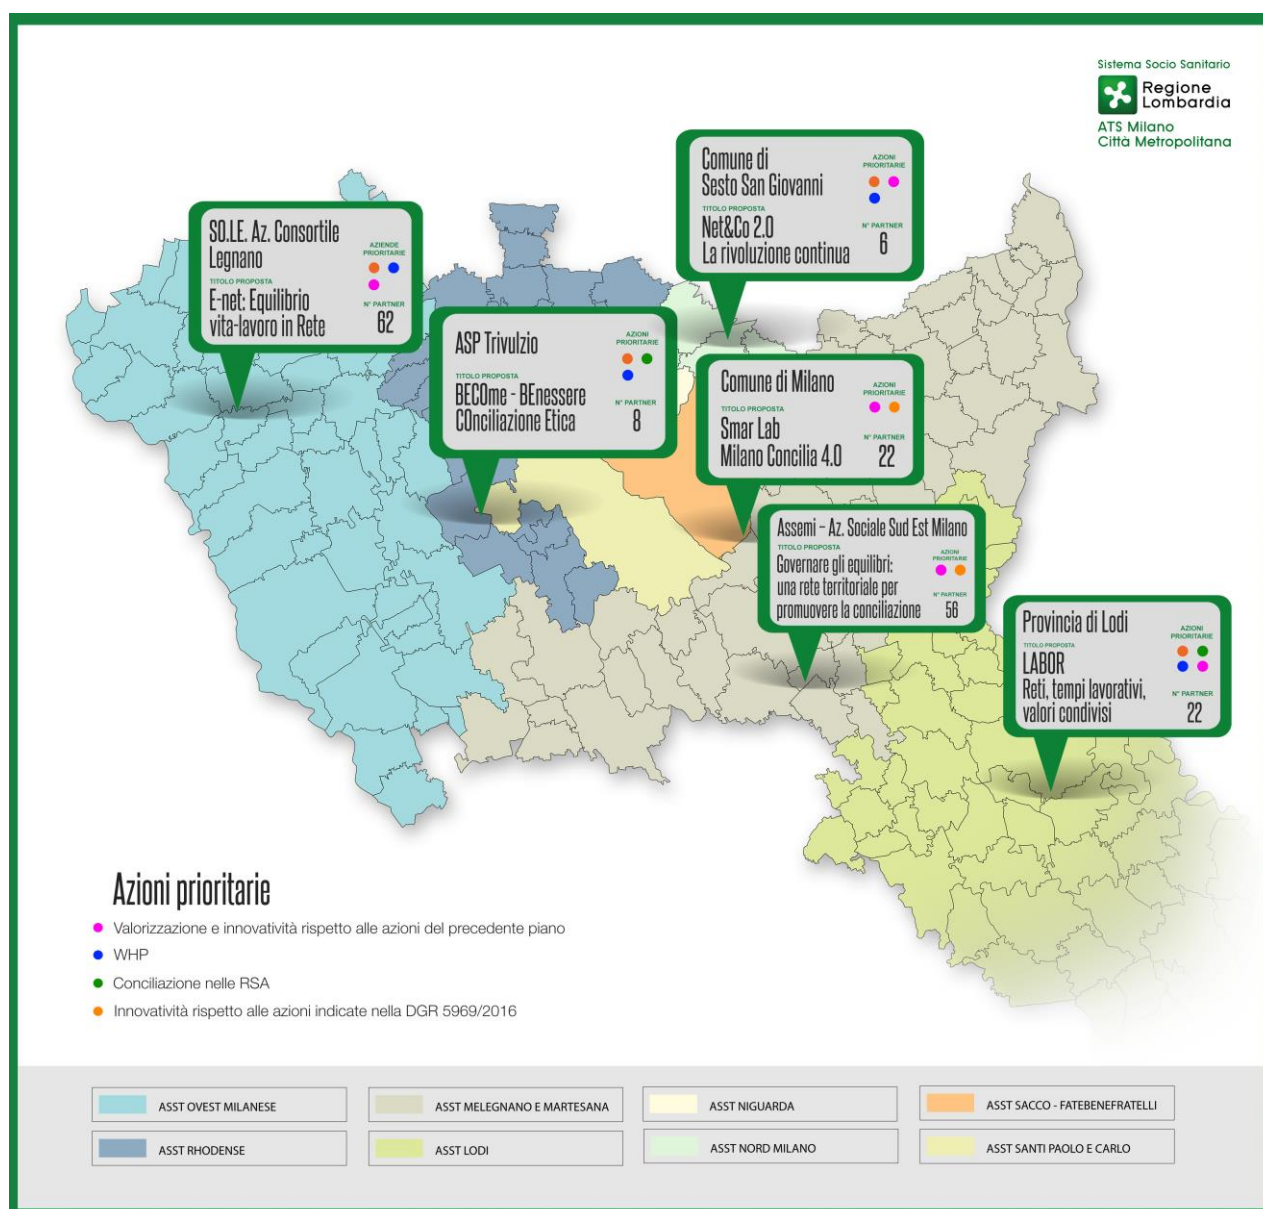 Sistema Socio Sanitario
Regione
Lombardia
ATS Milano
Città Metropolitana
Comune di
Sesto San Giovanni
AZIONI
PRIORITARIE
TITOLO PROPOSTA
Net&Co 2.0
La rivoluzione continua
N° PARTNER
6
SO.LE. Az. Consortile
Legnano
AZIENDE
PRIORITARIE
TITOLO PROPOSTA
E-net: Equilibrio
vita-lavoro in Rete
N° PARTNER
62
ASP Trivulzio
AZIONI
PRIORITARIE
TITOLO PROPOSTA
BECOme - BEnessere
COnciliazione Etica
N° PARTNER
8
Comune di Milano
AZIONI
PRIORITARIE
TITOLO PROPOSTA
Smar Lab
Milano Concilia 4.0
N° PARTNER
22
Assemi – Az. Sociale Sud Est Milano
TITOLO PROPOSTA
AZIONI
PRIORITARIE
Governare gli equilibri:
una rete territoriale per
promuovere la conciliazione
N° PARTNER
56
Provincia di Lodi
AZIONI
PRIORITARIE
TITOLO PROPOSTA
LABOR
Reti, tempi lavorativi,
valori condivisi
N° PARTNER
22
Azioni prioritarie
Valorizzazione e innovatività rispetto alle azioni del precedente piano
WHP
Conciliazione nelle RSA
Innovatività rispetto alle azioni indicate nella DGR 5969/2016
ASST OVEST MILANESE
ASST MELEGNANO E MARTESANA
ASST NIGUARDA
ASST SACCO - FATEBENEFRATELLI
ASST RHODENSE
ASST LODI
ASST NORD MILANO
ASST SANTI PAOLO E CARLO